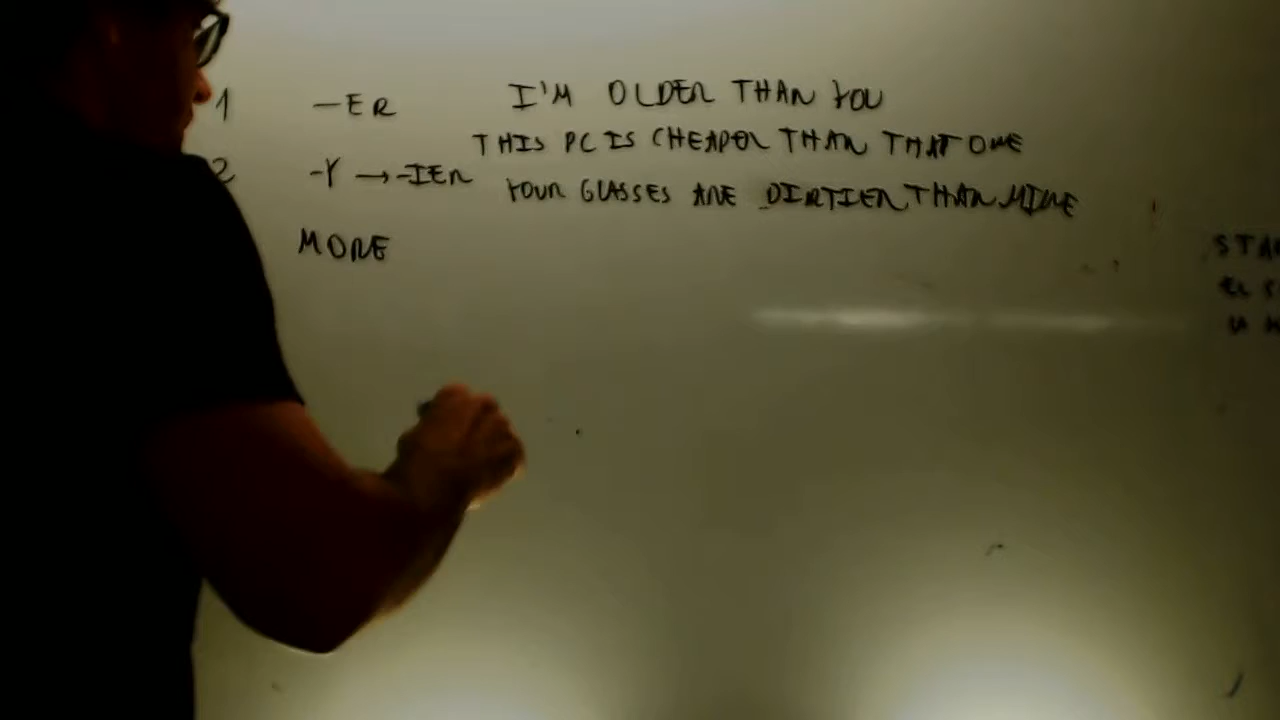 1 -ER I'M OLDER THAN YOU
THIS PC IS CHEAPER THAN THAT ONE
2 -Y → -IER YOUR GLASSES ARE DIRTIER THAN MINE
MORE
STA